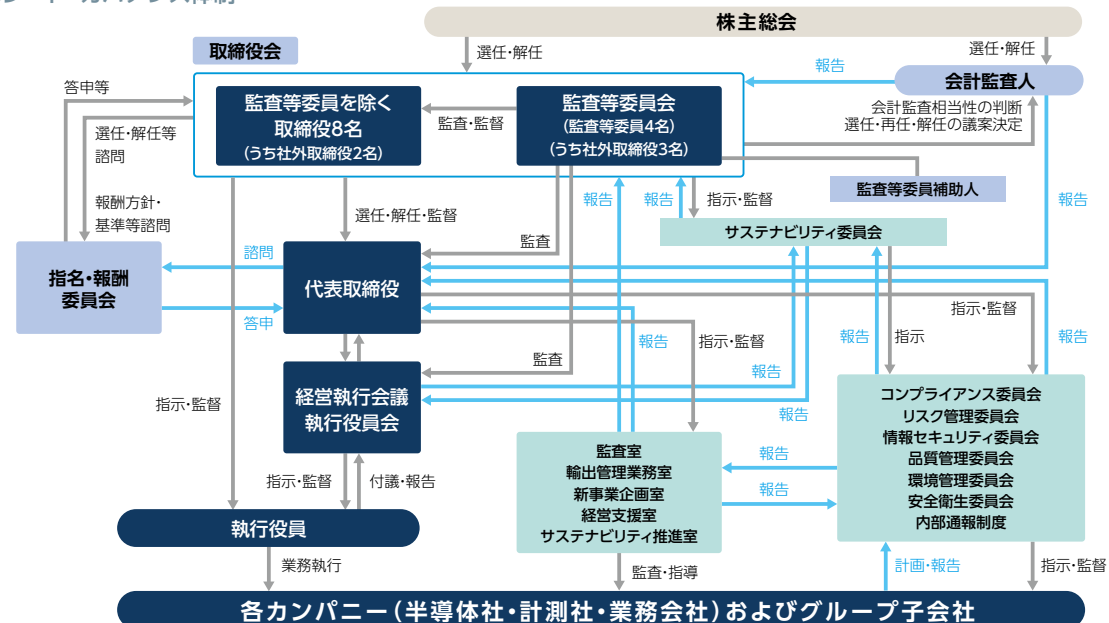 株主総会
取締役会
選任・解任
選任・解任
報告
会計監査人
答申等
監査等委員を除く
取締役8名
(うち社外取締役2名)
監査・監督
監査等委員会
(監査等委員4名)
(うち社外取締役3名)
会計監査相当性の判断
選任・再任・解任の議案決定
選任・解任等
諮問
監査等委員補助人
報酬方針・
基準等諮問
選任・解任・監督
報告
報告
指示・監督
報告
サステナビリティ委員会
監査
諮問
指名・報酬
委員会
代表取締役
答申
指示・監督
報告
指示・監督
報告
指示
報告
監査
報告
経営執行会議
執行役員会
指示・監督
報告
コンプライアンス委員会
リスク管理委員会
情報セキュリティ委員会
品質管理委員会
環境管理委員会
安全衛生委員会
内部通報制度
監査室
輸出管理業務室
新事業企画室
経営支援室
サステナビリティ推進室
報告
報告
指示・監督
付議・報告
執行役員
業務執行
監査・指導
計画・報告
指示・監督
各カンパニー(半導体社・計測社・業務会社)およびグループ子会社